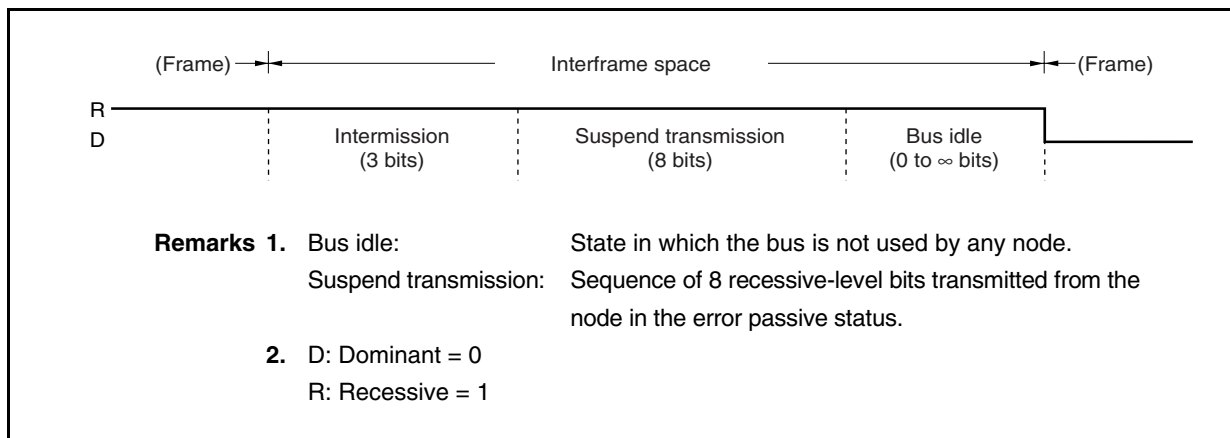 (Frame) Interframe space (Frame)
R
D
Intermission Suspend transmission Bus idle
(3 bits) (8 bits) (0 to ∞ bits)
Remarks 1. Bus idle: State in which the bus is not used by any node.
Suspend transmission: Sequence of 8 recessive-level bits transmitted from the
node in the error passive status.
2. D: Dominant = 0
R: Recessive = 1